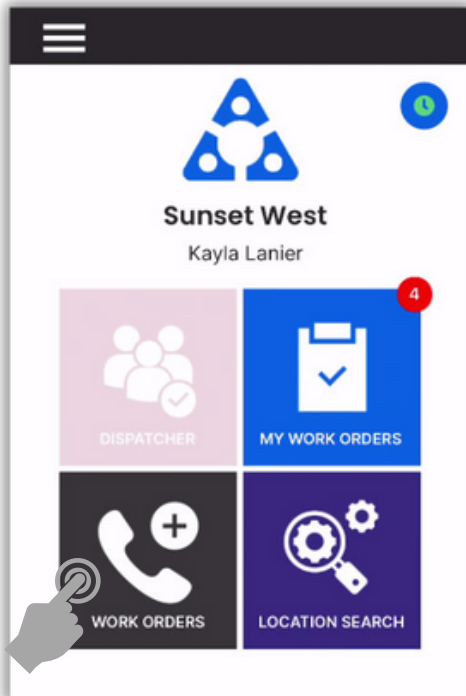 Sunset West
Kayla Lanier
4
DISPATCHER
MY WORK ORDERS
WORK ORDERS
LOCATION SEARCH